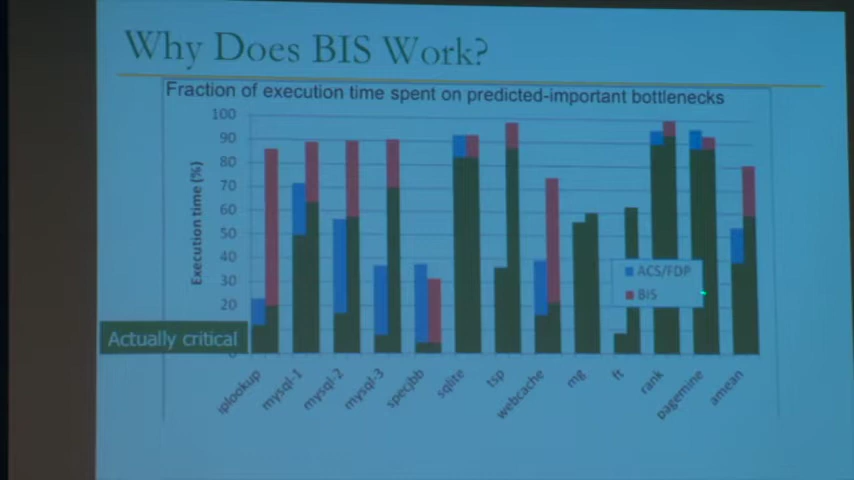 Why Does BIS Work?
Fraction of execution time spent on predicted-important bottlenecks
Execution time (%)
100
90
80
70
60
50
40
30
20
Actually critical
ACS/FDP
BIS
iplookup
mysql-1
mysql-2
mysql-3
specjbb
sqlite
tsp
webcache
mg
ft
rank
pagemine
amean